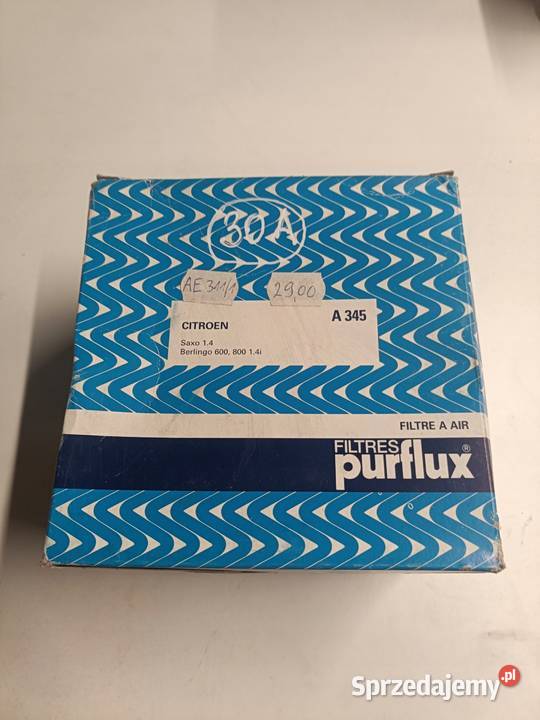 30A
AE 311/1 29,00
CITROEN A 345
Saxo 1.4
Berlingo 600, 800 1.4i
FILTRE A AIR
FILTRES
purflux®
Sprzedajemy.pl